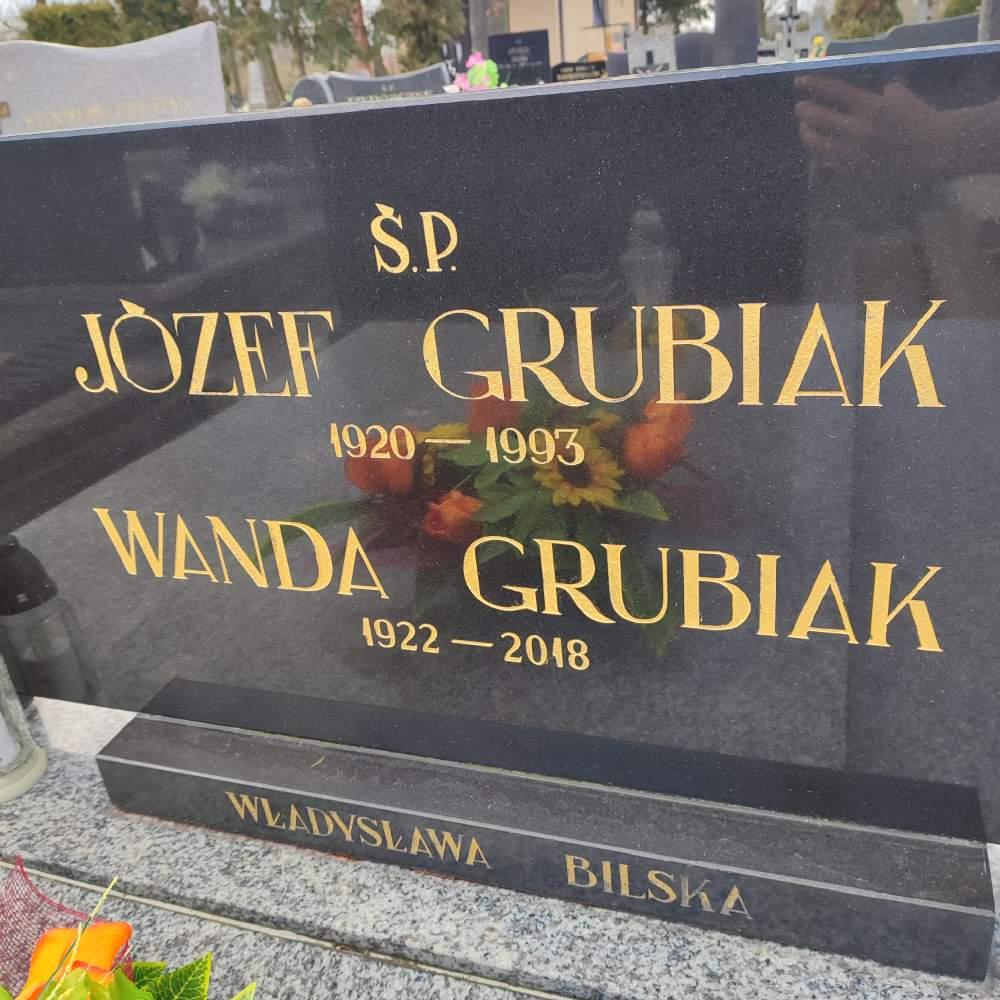 Ś.P.
JÓZEF GRUBIAK
1920 — 1993
WANDA GRUBIAK
1922 — 2018
WŁADYSŁAWA BILSKA